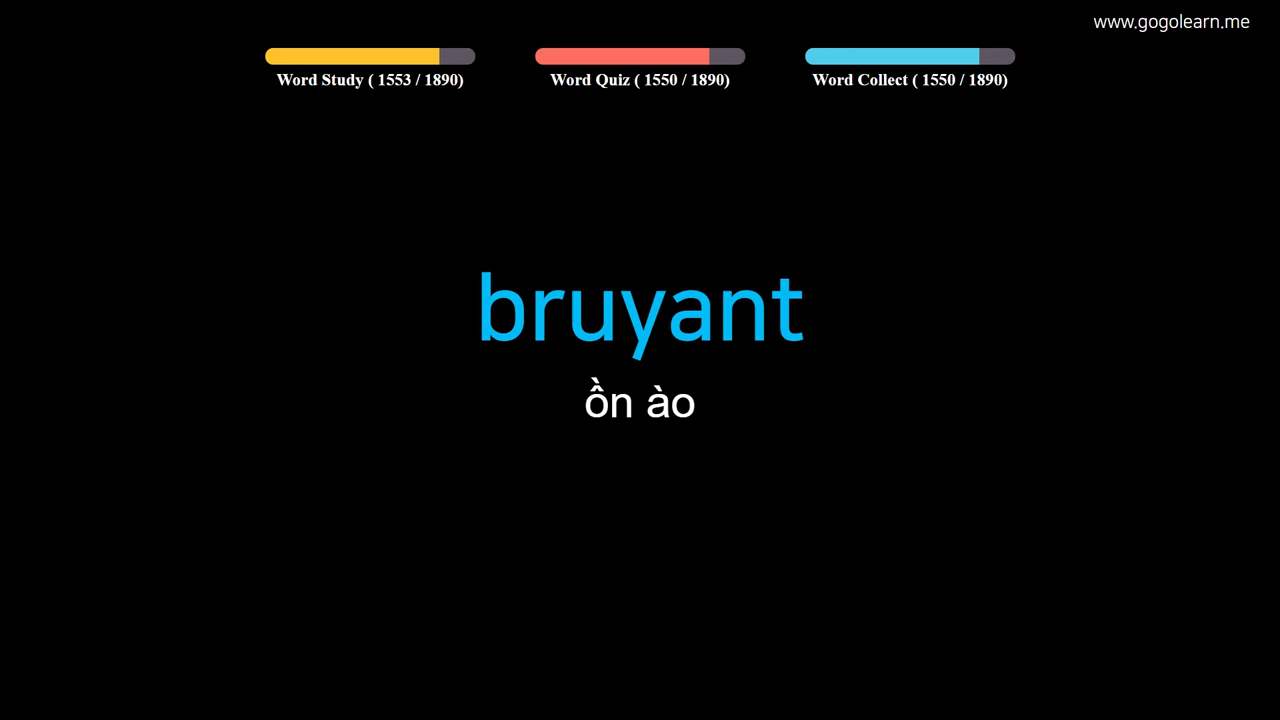 www.gogolearn.me
Word Study ( 1553 / 1890)
Word Quiz ( 1550 / 1890)
Word Collect ( 1550 / 1890)
bruyant
ồn ào